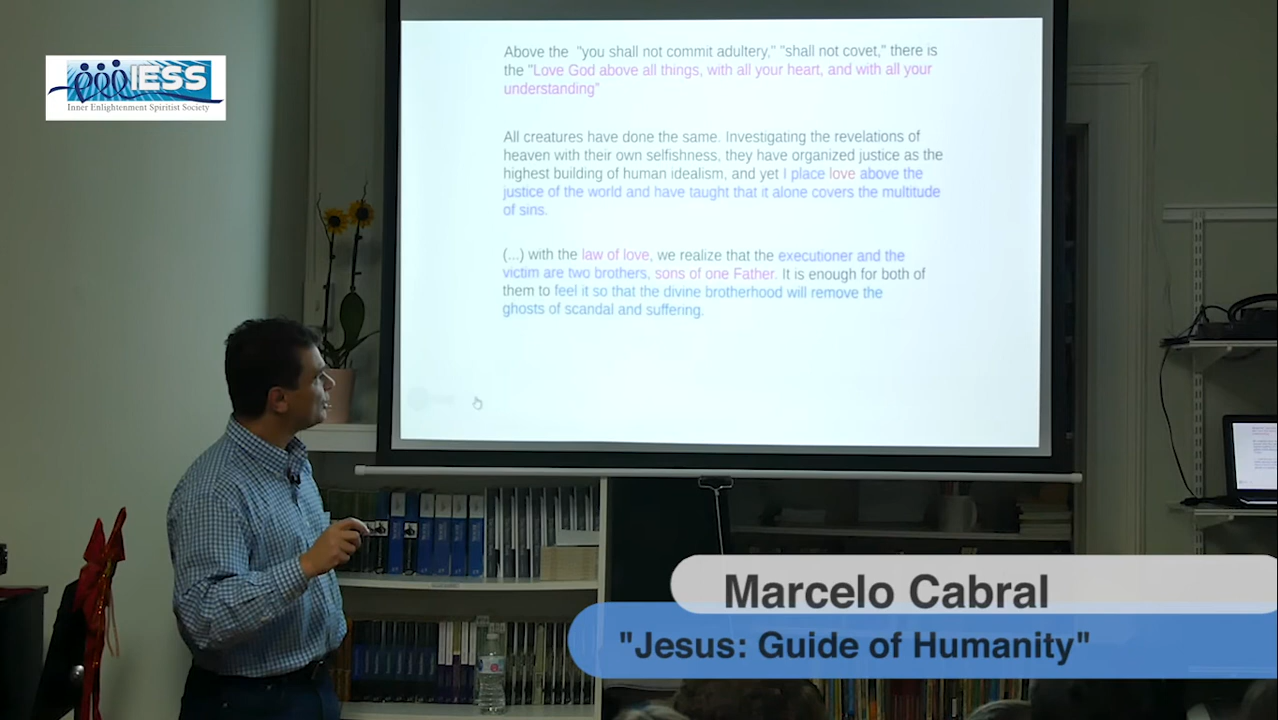 IESS
Inner Enlightenment Spiritist Society
Above the "you shall not commit adultery," "shall not covet," there is
the "Love God above all things, with all your heart, and with all your
understanding"
All creatures have done the same. Investigating the revelations of
heaven with their own selfishness, they have organized justice as the
highest building of human idealism, and yet I place love above the
justice of the world and have taught that it alone covers the multitude
of sins.
(...) with the law of love, we realize that the executioner and the
victim are two brothers, sons of one Father. It is enough for both of
them to feel it so that the divine brotherhood will remove the
ghosts of scandal and suffering.
Marcelo Cabral
"Jesus: Guide of Humanity"